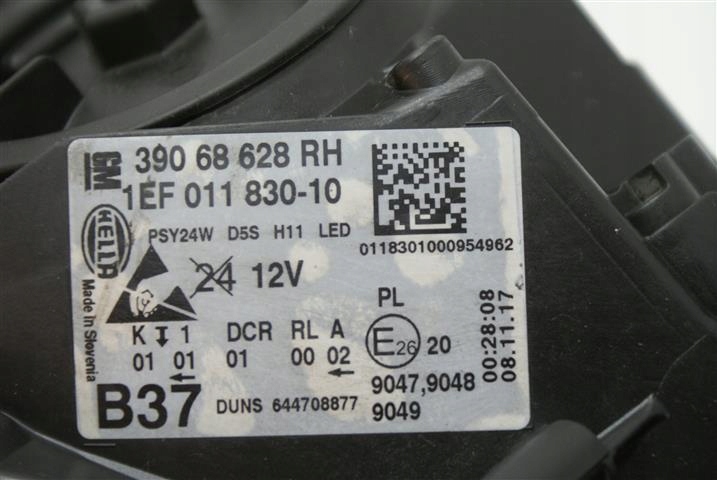 GM 390 68 628 RH
1EF 011 830-10
HELLA
PSY24W D5S H11 LED
0118301000954962
24 12V
Made in Slovenia
PL
K 1 DCR RL A
01 01 01 00 02
E26 20
00:28:08
08.11.17
9047,9048
9049
B37 DUNS 644708877